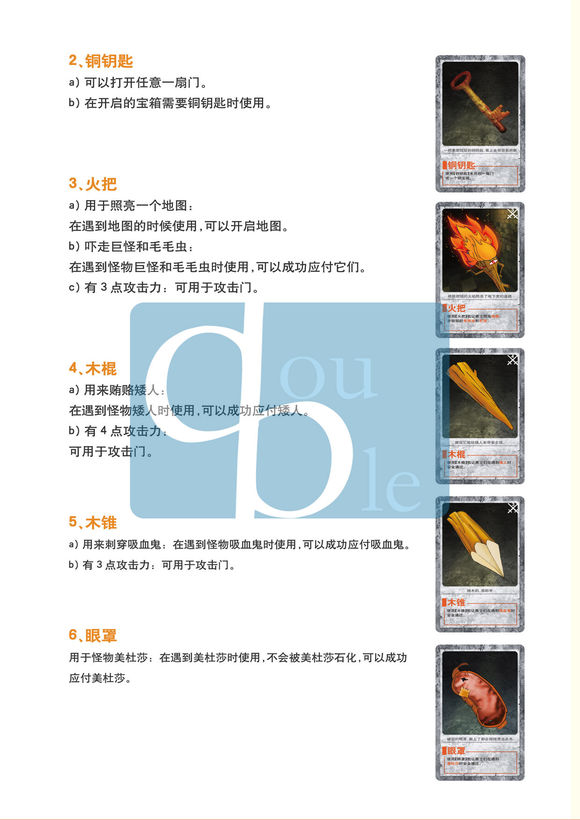 2、铜钥匙
a）可以打开任意一扇门。
b）在开启的宝箱需要铜钥匙时使用。
铜钥匙
3、火把
a）用于照亮一个地图：
在遇到地图的时候使用，可以开启地图。
b）吓走巨怪和毛毛虫：
在遇到怪物巨怪和毛毛虫时使用，可以成功应付它们。
c）有 3 点攻击力：可用于攻击门。
火把
4、木棍
a）用来贿赂矮人：
在遇到怪物矮人时使用，可以成功应付矮人。
b）有 4 点攻击力：
可用于攻击门。
木棍
double
5、木锥
a）用来刺穿吸血鬼：在遇到怪物吸血鬼时使用，可以成功应付吸血鬼。
b）有 3 点攻击力：可用于攻击门。
木锥
6、眼罩
用于怪物美杜莎：在遇到美杜莎时使用，不会被美杜莎石化，可以成功
应付美杜莎。
眼罩